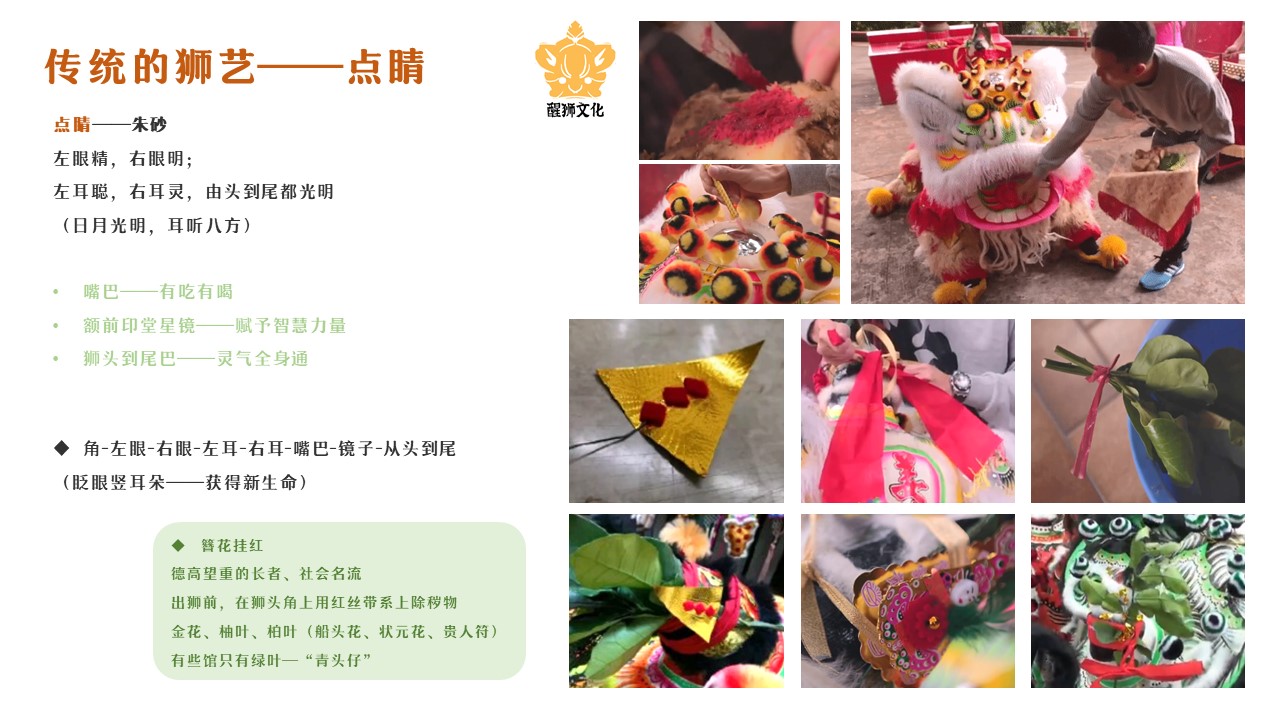 传统的狮艺——点睛
醒狮文化
点睛——朱砂
左眼精，右眼明；
左耳聪，右耳灵，由头到尾都光明
（日月光明，耳听八方）
• 嘴巴——有吃有喝
• 额前印堂星镜——赋予智慧力量
• 狮头到尾巴——灵气全身通
◆ 角-左眼-右眼-左耳-右耳-嘴巴-镜子-从头到尾
（眨眼竖耳朵——获得新生命）
◆ 簪花挂红
德高望重的长者、社会名流
出狮前，在狮头角上用红丝带系上除秽物
金花、柚叶、柏叶（船头花、状元花、贵人符）
有些馆只有绿叶—“青头仔”